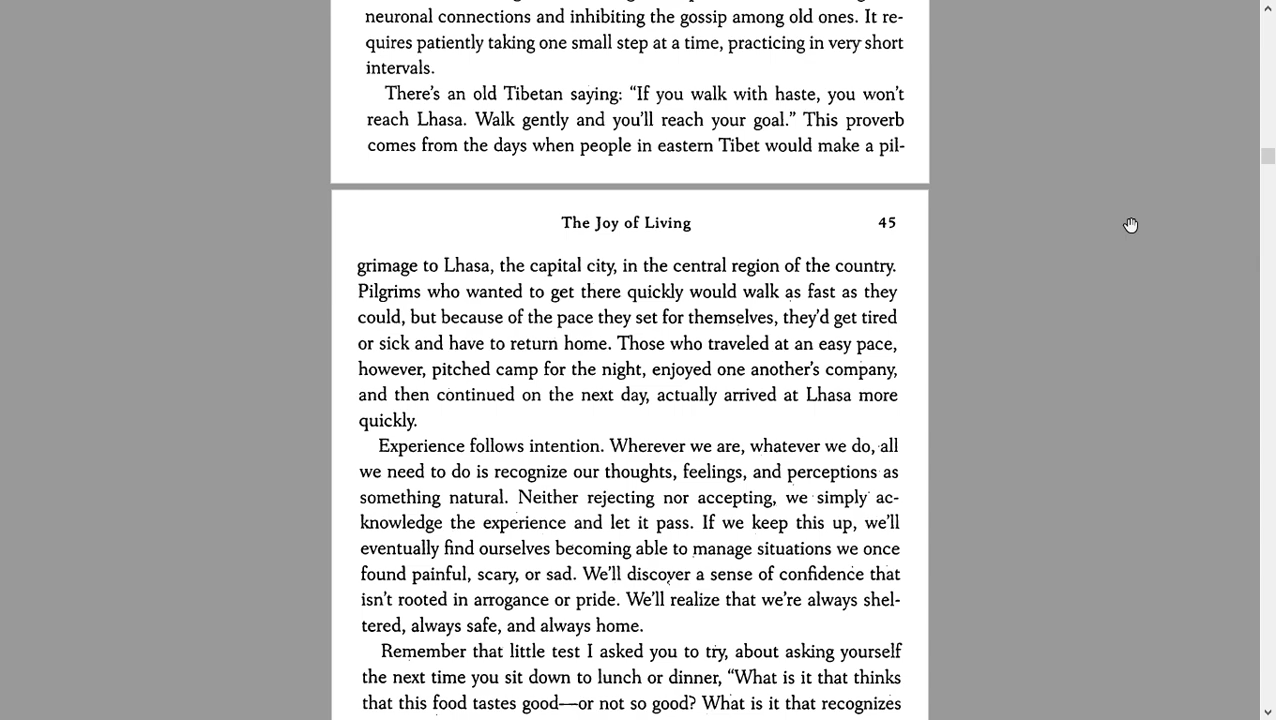 neuronal connections and inhibiting the gossip among old ones. It re-
quires patiently taking one small step at a time, practicing in very short
intervals.
There's an old Tibetan saying: “If you walk with haste, you won't
reach Lhasa. Walk gently and you'll reach your goal.” This proverb
comes from the days when people in eastern Tibet would make a pil-
The Joy of Living 45
grimage to Lhasa, the capital city, in the central region of the country.
Pilgrims who wanted to get there quickly would walk as fast as they
could, but because of the pace they set for themselves, they'd get tired
or sick and have to return home. Those who traveled at an easy pace,
however, pitched camp for the night, enjoyed one another's company,
and then continued on the next day, actually arrived at Lhasa more
quickly.
Experience follows intention. Wherever we are, whatever we do, all
we need to do is recognize our thoughts, feelings, and perceptions as
something natural. Neither rejecting nor accepting, we simply ac-
knowledge the experience and let it pass. If we keep this up, we'll
eventually find ourselves becoming able to manage situations we once
found painful, scary, or sad. We'll discover a sense of confidence that
isn't rooted in arrogance or pride. We'll realize that we're always shel-
tered, always safe, and always home.
Remember that little test I asked you to try, about asking yourself
the next time you sit down to lunch or dinner, “What is it that thinks
that this food tastes good—or not so good? What is it that recognizes